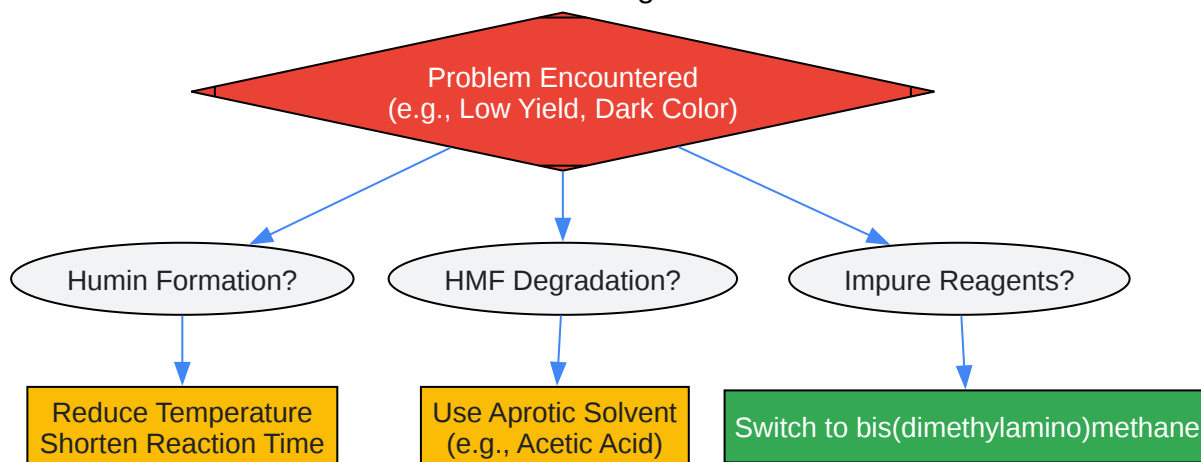 Problem Encountered
(e.g., Low Yield, Dark Color)
Humin Formation?
HMF Degradation?
Impure Reagents?
Reduce Temperature
Shorten Reaction Time
Use Aprotic Solvent
(e.g., Acetic Acid)
Switch to bis(dimethylamino)methane